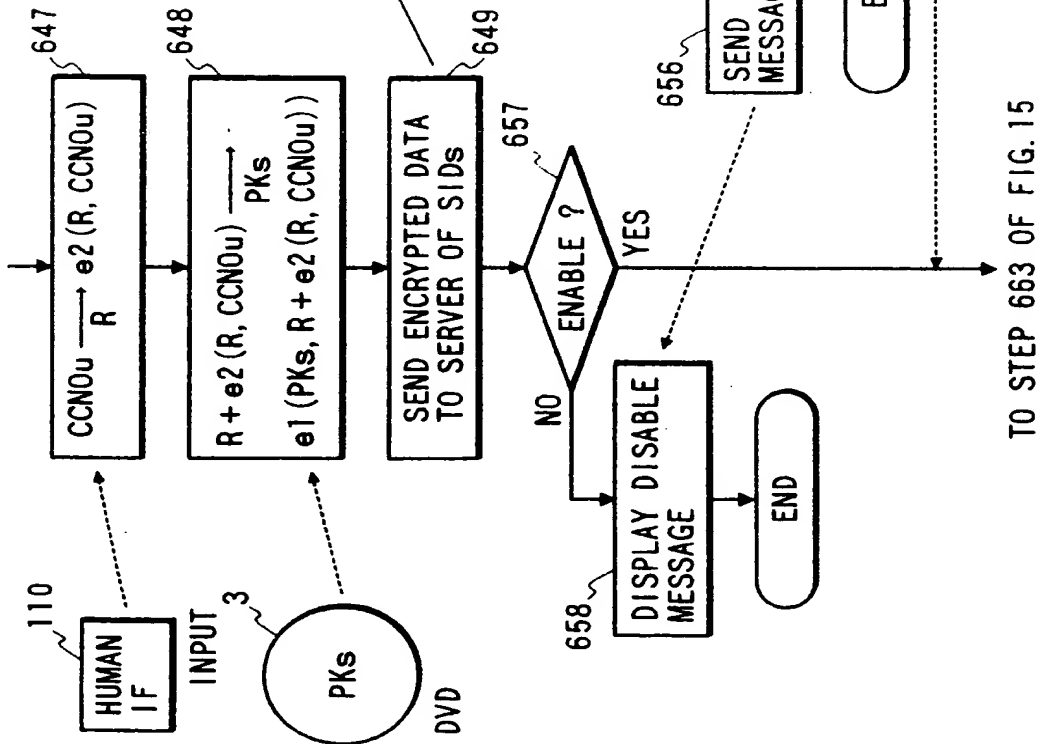 647
CCNOu → e2 (R, CCNOu)
R
110
HUMAN
IF
INPUT
648
R + e2 (R, CCNOu) →
PKs
e1 (PKs, R + e2 (R, CCNOu))
3
PKs
DVD
649
SEND ENCRYPTED DATA
TO SERVER OF SIDs
657
ENABLE ?
NO
YES
656
SEND
658
DISPLAY DISABLE
MESSAGE
END
TO STEP 663 OF FIG. 15